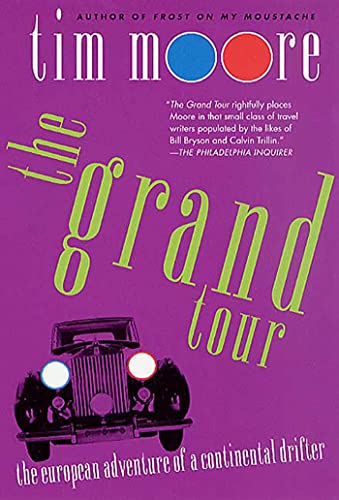 AUTHOR OF FROST ON MY MOUSTACHE
tim moore
"The Grand Tour rightfully places
Moore in that small class of travel
writers populated by the likes of
Bill Bryson and Calvin Trillin."
—THE PHILADELPHIA INQUIRER
the
grand
tour
the european adventure of a continental drifter